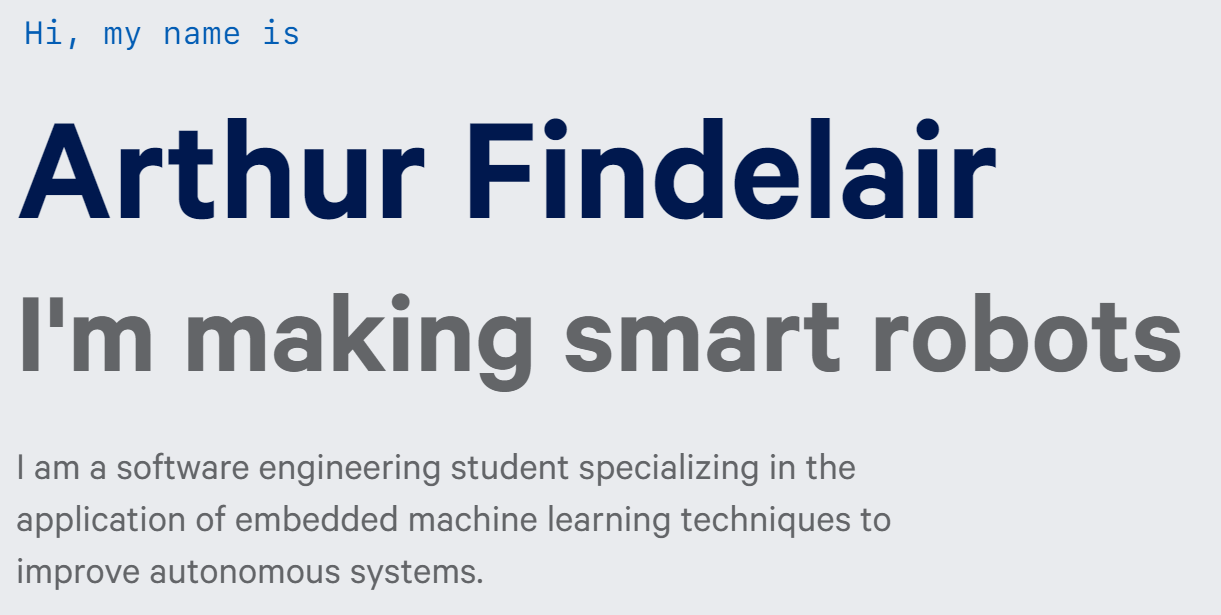 Hi, my name is
Arthur Findelair
I'm making smart robots
I am a software engineering student specializing in the
application of embedded machine learning techniques to
improve autonomous systems.